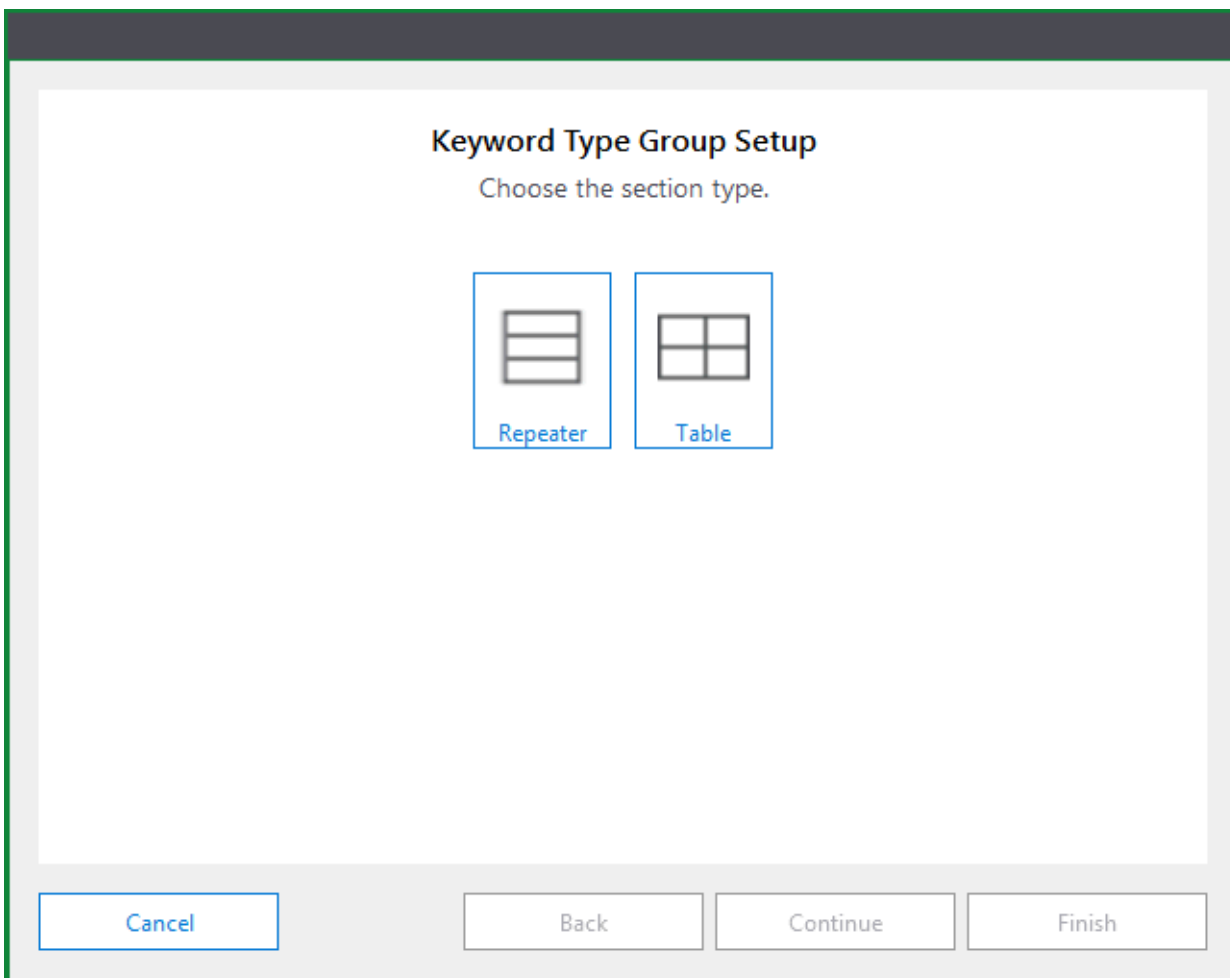 Keyword Type Group Setup
Choose the section type.
Repeater
Table
Cancel
Back
Continue
Finish